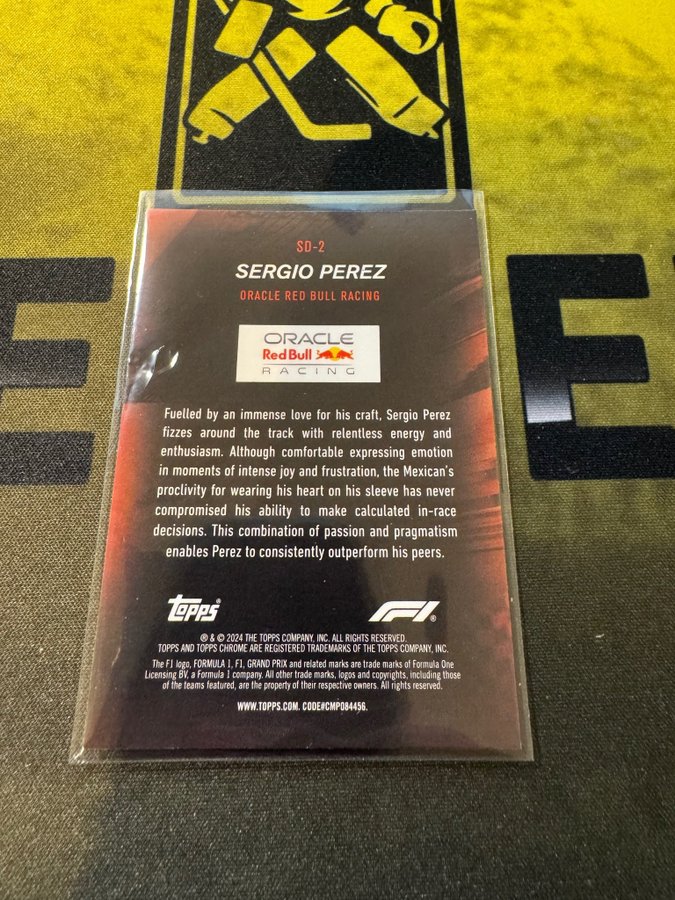 SD-2
SERGIO PEREZ
ORACLE RED BULL RACING
ORACLE
Red Bull
RACING
Fuelled by an immense love for his craft, Sergio Perez
fizzes around the track with relentless energy and
enthusiasm. Although comfortable expressing emotion
in moments of intense joy and frustration, the Mexican's
proclivity for wearing his heart on his sleeve has never
compromised his ability to make calculated in-race
decisions. This combination of passion and pragmatism
enables Perez to consistently outperform his peers.
Topps® F1®
® & © 2024 THE TOPPS COMPANY, INC. ALL RIGHTS RESERVED.
TOPPS AND TOPPS CHROME ARE REGISTERED TRADEMARKS OF THE TOPPS COMPANY, INC.
The F1 logo, FORMULA 1, F1, GRAND PRIX and related marks are trade marks of Formula One
Licensing BV, a Formula 1 company. All other trade marks, logos and copyrights, including those
of the teams featured, are the property of their respective owners. All rights reserved.
WWW.TOPPS.COM. CODE#CMP084456.